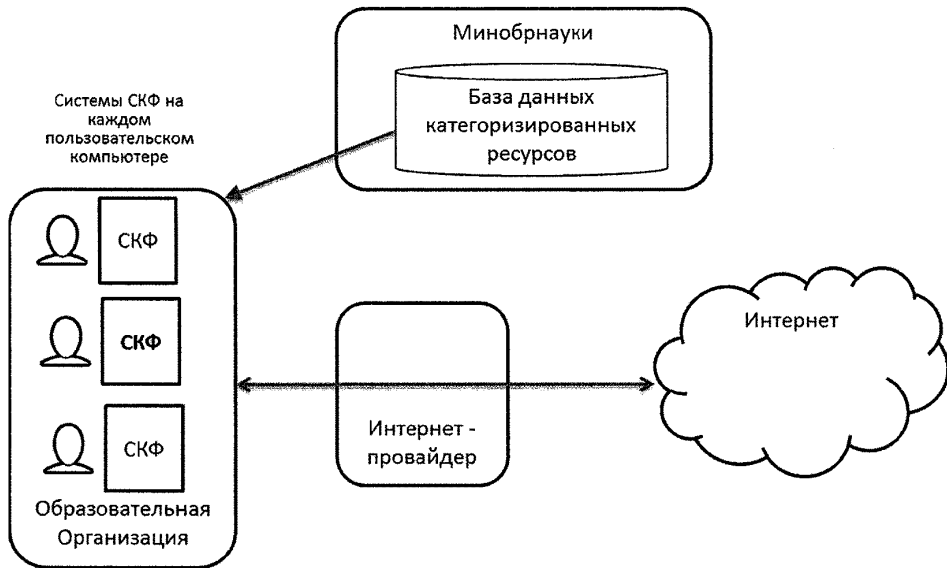 Минобрнауки
База данных
категоризированных
ресурсов
Системы СКФ на
каждом
пользовательском
компьютере
СКФ
СКФ
СКФ
Образовательная
Организация
Интернет -
провайдер
Интернет